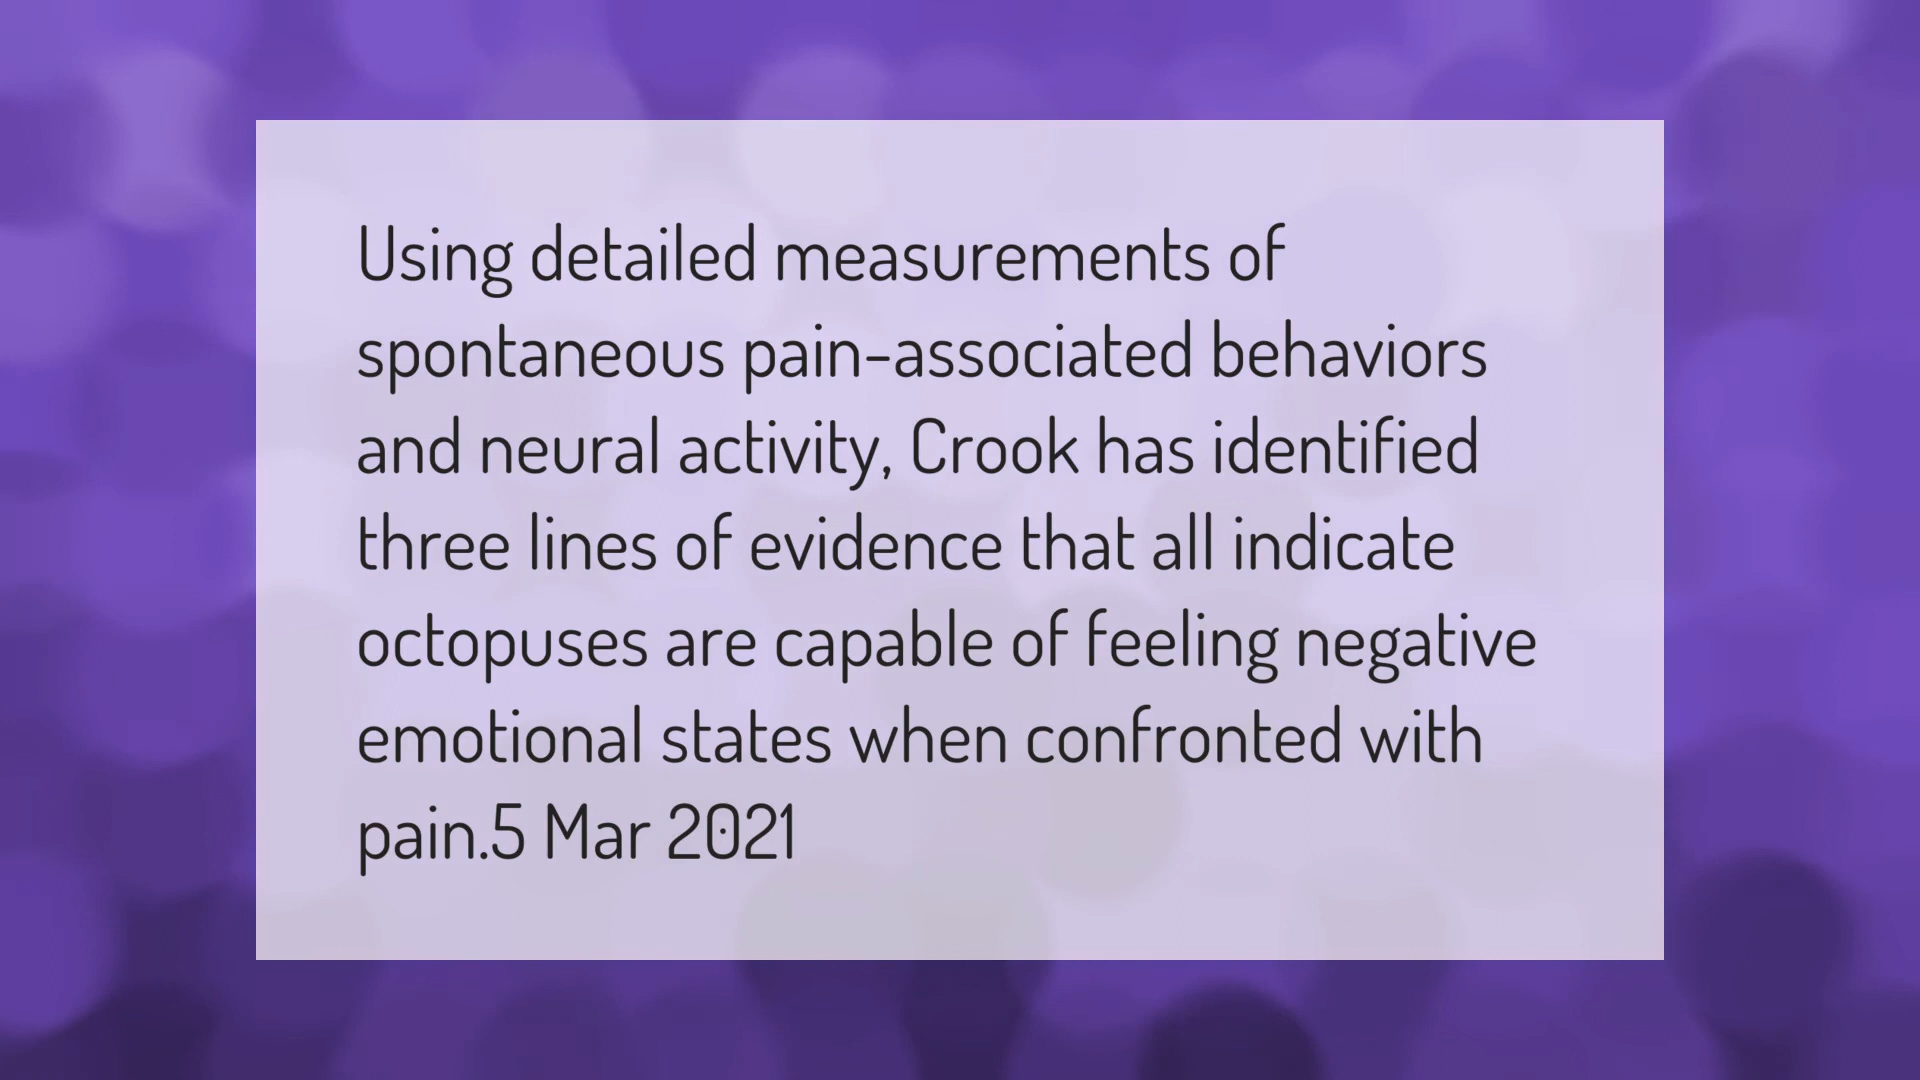 Using detailed measurements of
spontaneous pain-associated behaviors
and neural activity, Crook has identified
three lines of evidence that all indicate
octopuses are capable of feeling negative
emotional states when confronted with
pain.5 Mar 2021